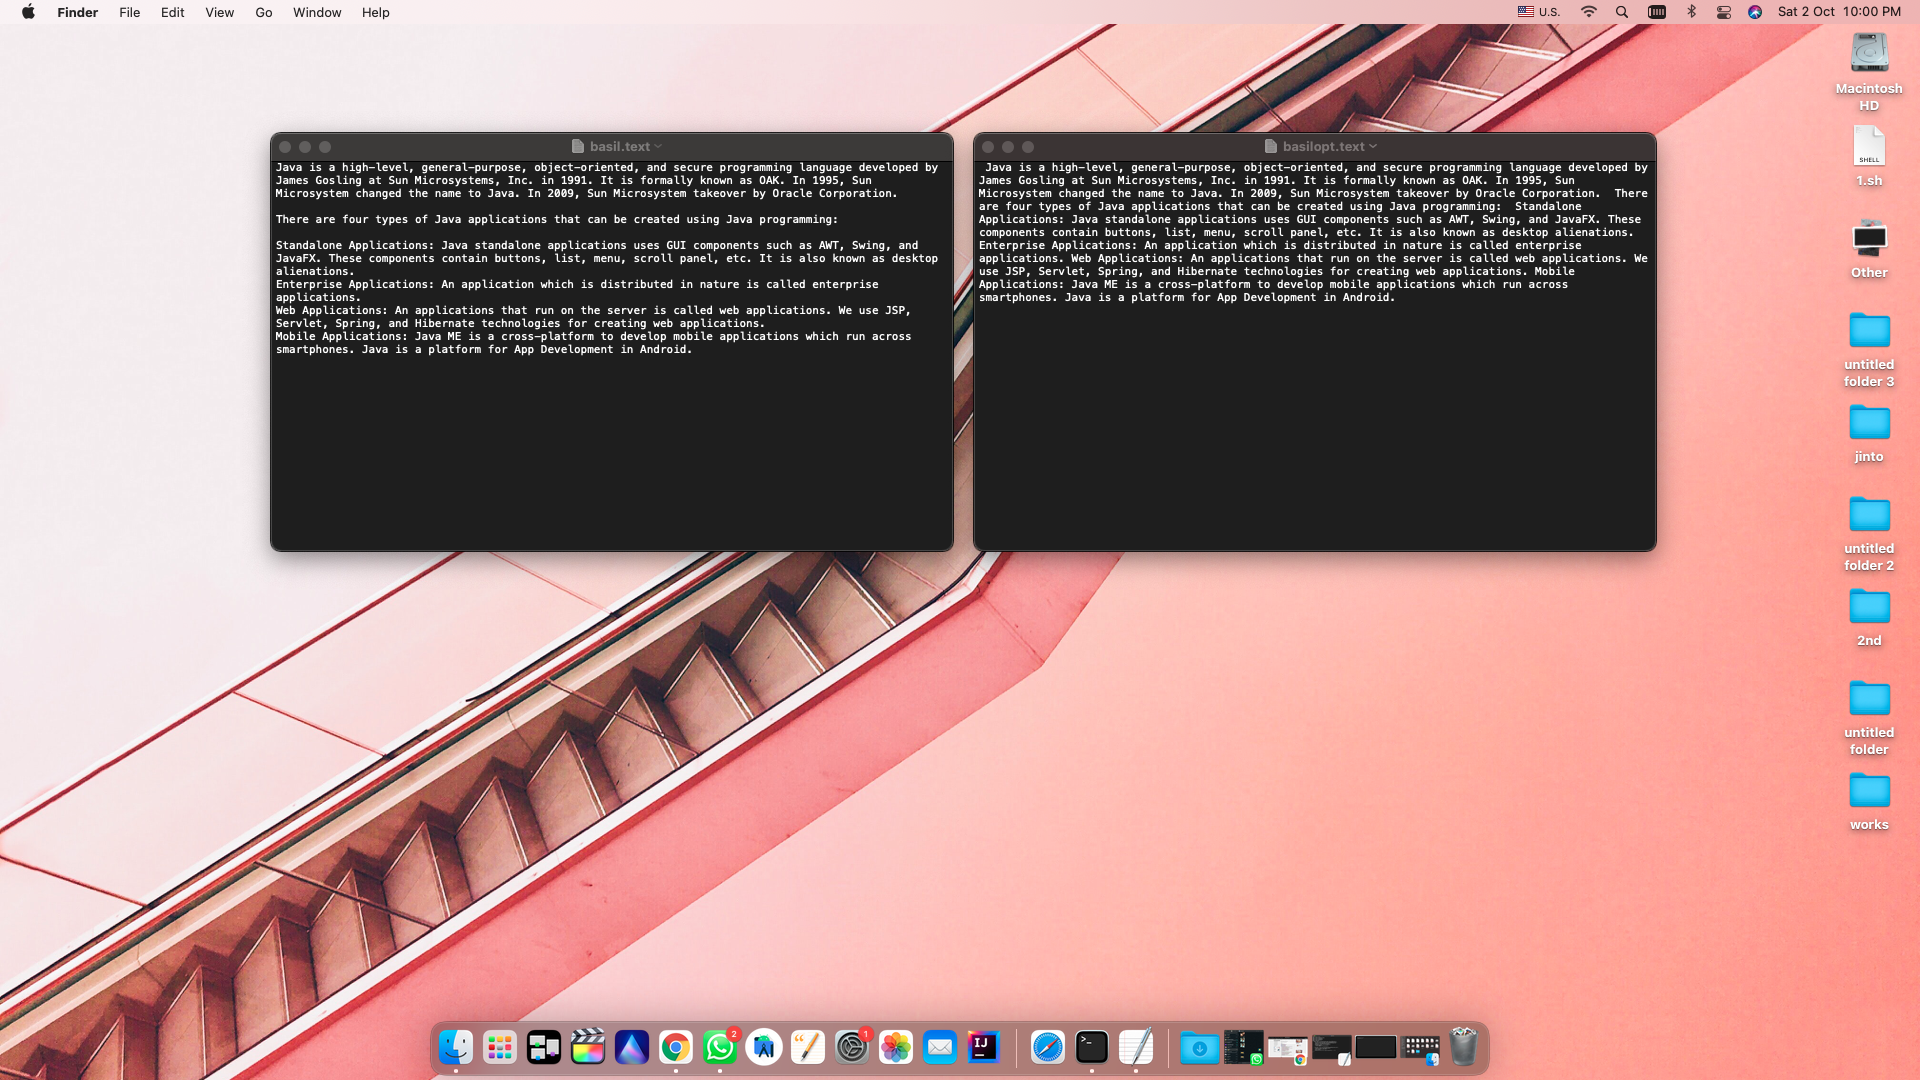 Finder File Edit View Go Window Help U.S. Sat 2 Oct 10:00 PM
basil.text
Java is a high-level, general-purpose, object-oriented, and secure programming language developed by
James Gosling at Sun Microsystems, Inc. in 1991. It is formally known as OAK. In 1995, Sun
Microsystem changed the name to Java. In 2009, Sun Microsystem takeover by Oracle Corporation.
There are four types of Java applications that can be created using Java programming:
Standalone Applications: Java standalone applications uses GUI components such as AWT, Swing, and
JavaFX. These components contain buttons, list, menu, scroll panel, etc. It is also known as desktop
alienations.
Enterprise Applications: An application which is distributed in nature is called enterprise
applications.
Web Applications: An applications that run on the server is called web applications. We use JSP,
Servlet, Spring, and Hibernate technologies for creating web applications.
Mobile Applications: Java ME is a cross-platform to develop mobile applications which run across
smartphones. Java is a platform for App Development in Android.
basilopt.text
Java is a high-level, general-purpose, object-oriented, and secure programming language developed by
James Gosling at Sun Microsystems, Inc. in 1991. It is formally known as OAK. In 1995, Sun
Microsystem changed the name to Java. In 2009, Sun Microsystem takeover by Oracle Corporation.  There
are four types of Java applications that can be created using Java programming:  Standalone
Applications: Java standalone applications uses GUI components such as AWT, Swing, and JavaFX. These
components contain buttons, list, menu, scroll panel, etc. It is also known as desktop alienations.
Enterprise Applications: An application which is distributed in nature is called enterprise
applications. Web Applications: An applications that run on the server is called web applications. We
use JSP, Servlet, Spring, and Hibernate technologies for creating web applications. Mobile
Applications: Java ME is a cross-platform to develop mobile applications which run across
smartphones. Java is a platform for App Development in Android.
Macintosh
HD
SHELL
1.sh
Other
untitled
folder 3
jinto
untitled
folder 2
2nd
untitled
folder
works
2
1
IJ